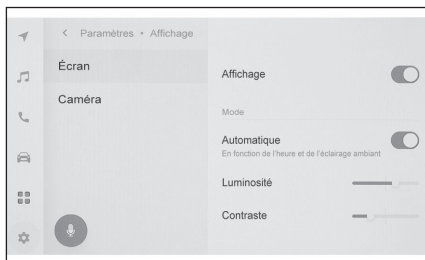 < Paramètres • Affichage
Écran
Caméra
Affichage
Mode
Automatique
En fonction de l'heure et de l'éclairage ambiant
Luminosité
Contraste